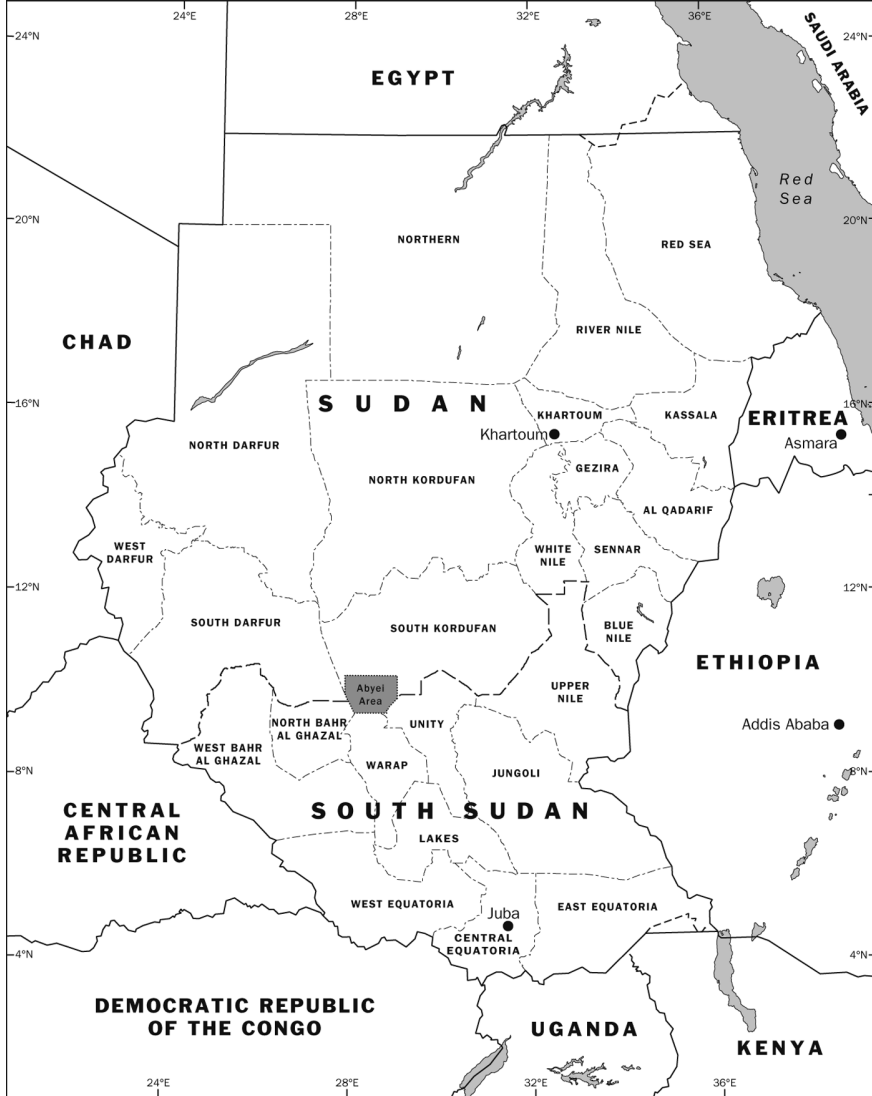 24°E
28°E
32°E
36°E
24°N
24°N
SAUDI ARABIA
EGYPT
Red
Sea
20°N
20°N
NORTHERN
RED SEA
RIVER NILE
CHAD
16°N
16°N
SUDAN
KHARTOUM
KASSALA
ERITREA
Khartoum
Asmara
NORTH DARFUR
NORTH KORDUFAN
GEZIRA
AL QADARIF
WEST
DARFUR
WHITE
NILE
SENNAR
12°N
12°N
SOUTH DARFUR
SOUTH KORDUFAN
BLUE
NILE
ETHIOPIA
Abyei
Area
UPPER
NILE
NORTH BAHR
AL GHAZAL
UNITY
Addis Ababa
WEST BAHR
AL GHAZAL
WARAP
JUNGOLI
8°N
8°N
CENTRAL
AFRICAN
REPUBLIC
SOUTH SUDAN
LAKES
WEST EQUATORIA
EAST EQUATORIA
Juba
CENTRAL
EQUATORIA
4°N
4°N
DEMOCRATIC REPUBLIC
OF THE CONGO
UGANDA
KENYA
24°E
28°E
32°E
36°E